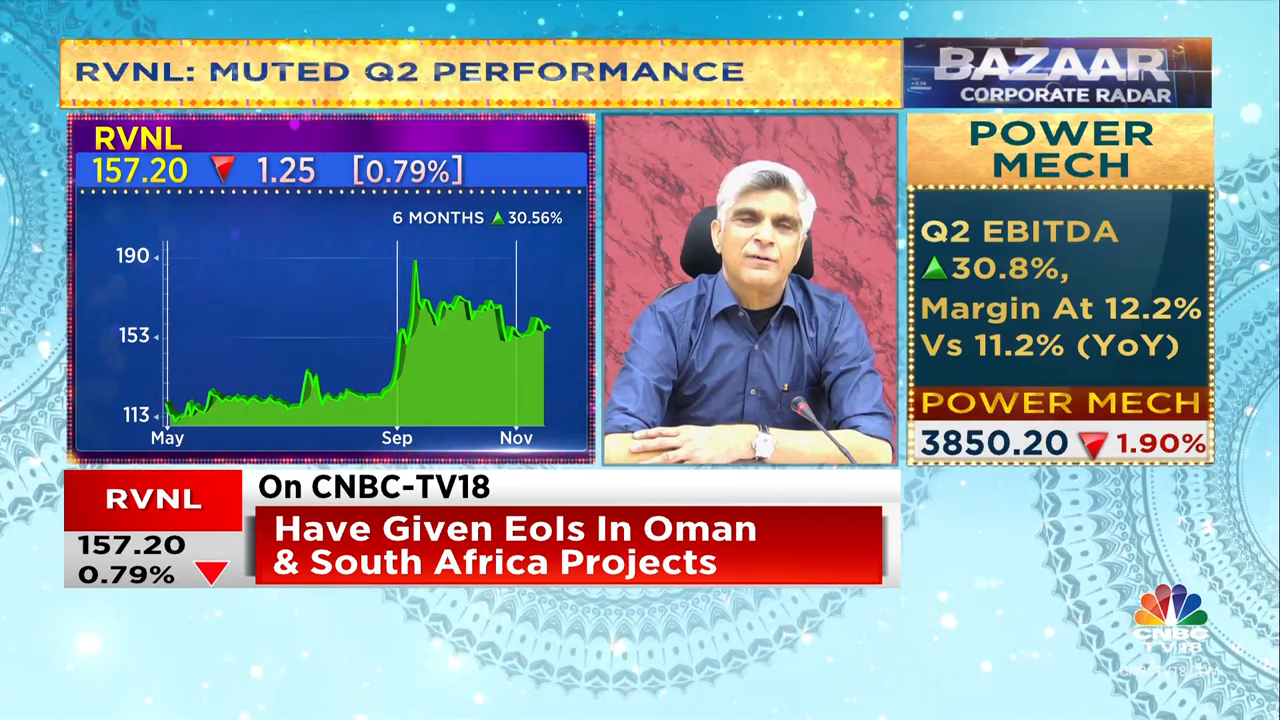 RVNL: MUTED Q2 PERFORMANCE
BAZAAR
CORPORATE RADAR
RVNL
157.20 1.25 [0.79%]
6 MONTHS 30.56%
190
153
113
May Sep Nov
POWER
MECH
Q2 EBITDA
30.8%,
Margin At 12.2%
Vs 11.2% (YoY)
POWER MECH
3850.20 1.90%
RVNL
157.20
0.79%
On CNBC-TV18
Have Given EoIs In Oman
& South Africa Projects
CNBC
TV18